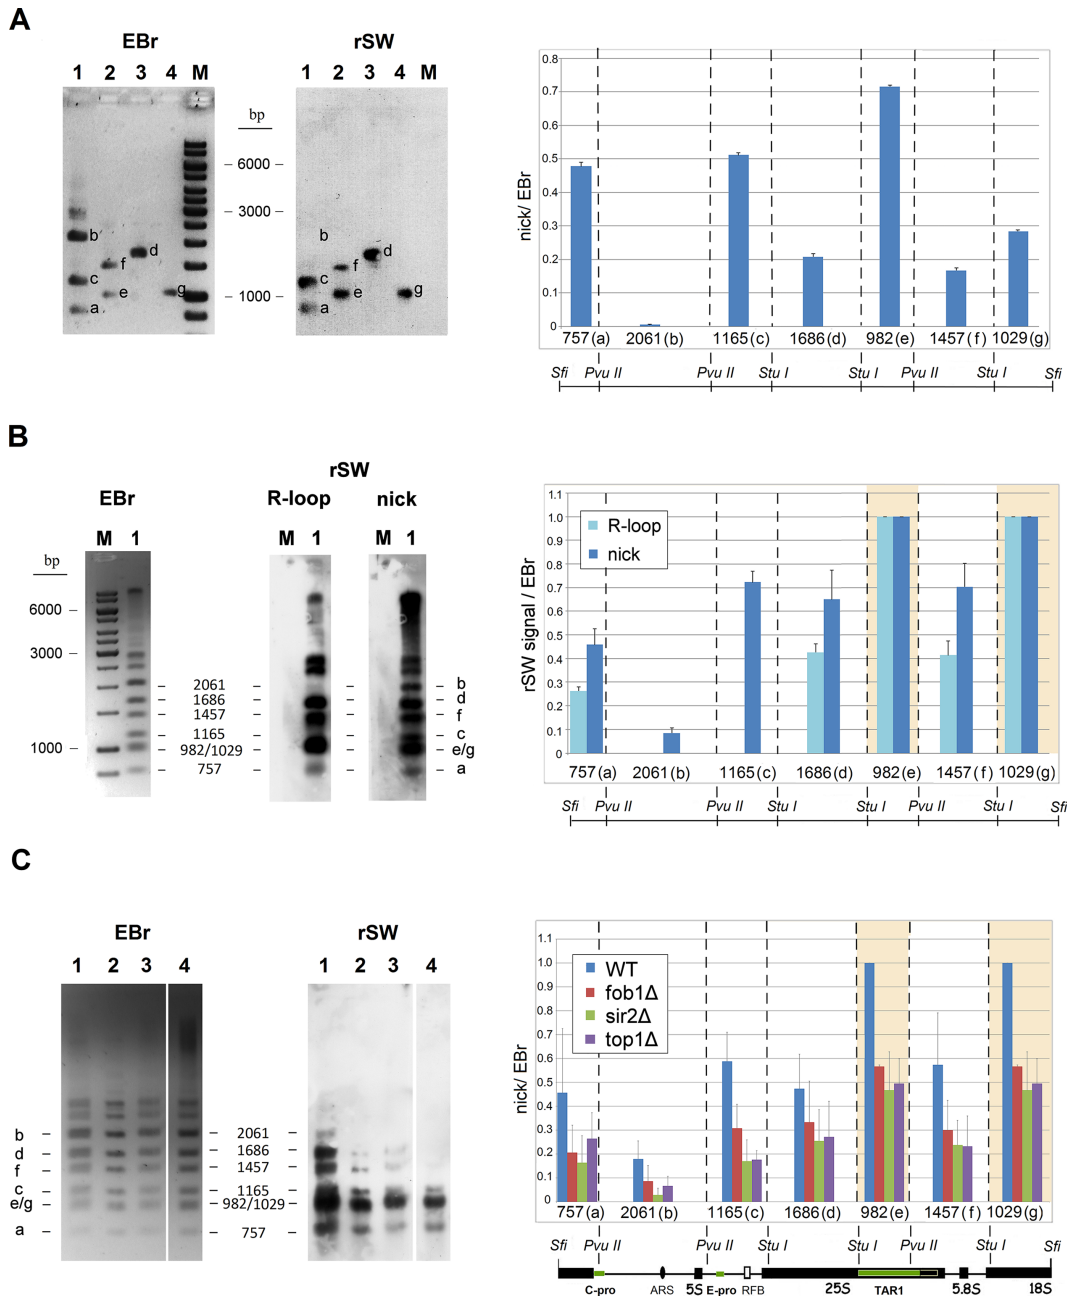 A
EBr
rSW
1 2 3 4 M
bp
1 2 3 4 M
6000
3000
1000
b
f
d
c
e
g
a
b
f
d
c
e
g
a
nick/ EBr
0.8
0.7
0.6
0.5
0.4
0.3
0.2
0.1
0
757 (a) 2061 (b) 1165 (c) 1686 (d) 982 (e) 1457 (f) 1029 (g)
Sfi Pvu II Pvu II Stu I Stu I Pvu II Stu I Sfi
B
rSW
EBr
R-loop
nick
M 1
M 1
M 1
bp
6000
3000
1000
2061
1686
1457
1165
982/1029
757
b
d
f
c
e/g
a
rSW signal / EBr
1.1
1.0
0.9
0.8
0.7
0.6
0.5
0.4
0.3
0.2
0.1
0
R-loop
nick
757 (a) 2061 (b) 1165 (c) 1686 (d) 982 (e) 1457 (f) 1029 (g)
Sfi Pvu II Pvu II Stu I Stu I Pvu II Stu I Sfi
C
EBr
rSW
1 2 3 4
1 2 3 4
b
d
f
c
e/g
a
2061
1686
1457
1165
982/1029
757
nick/ EBr
1.1
1.0
0.9
0.8
0.7
0.6
0.5
0.4
0.3
0.2
0.1
0
WT
fob1Δ
sir2Δ
top1Δ
757 (a) 2061 (b) 1165 (c) 1686 (d) 982 (e) 1457 (f) 1029 (g)
Sfi Pvu II Pvu II Stu I Stu I Pvu II Stu I Sfi
C-pro ARS 5S E-pro RFB 25S TAR1 5.8S 18S